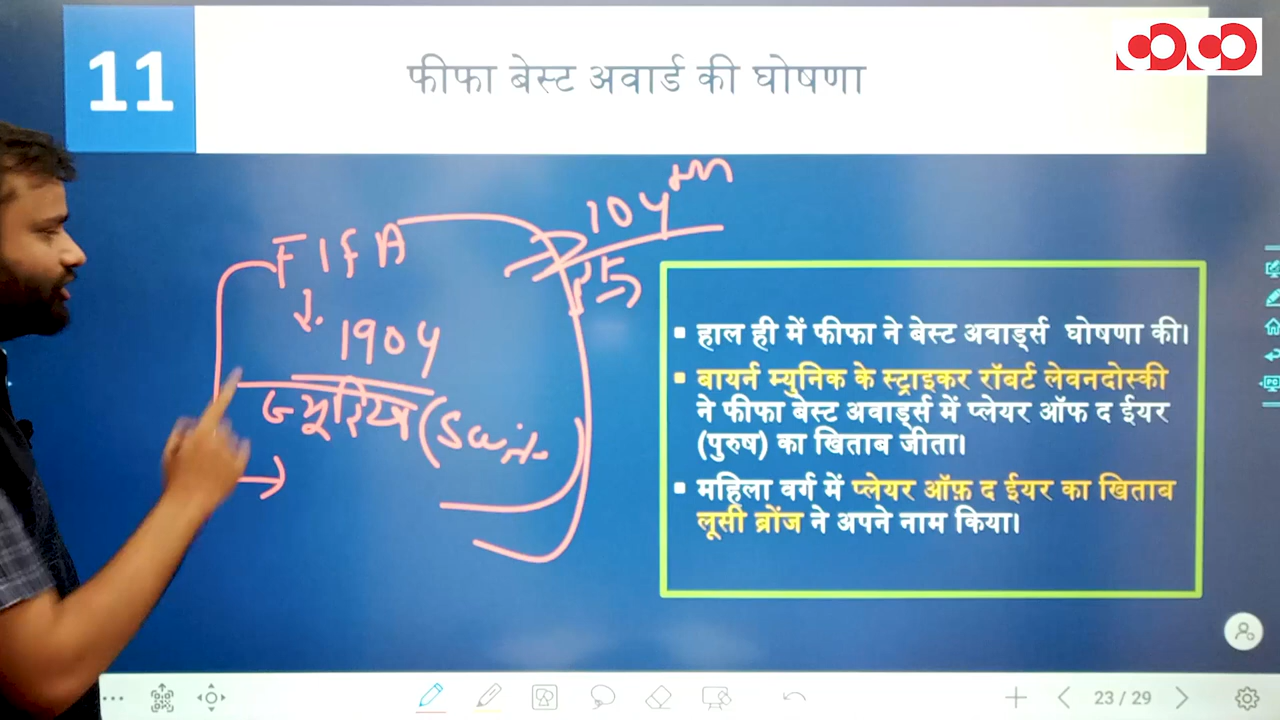 11
फीफा बेस्ट अवार्ड की घोषणा
104th
FIFA
1904
ज्यूरिख (Swit-
▪ हाल ही में फीफा ने बेस्ट अवार्ड्स घोषणा की।
▪ बायर्न म्युनिक के स्ट्राइकर रॉबर्ट लेवनदोस्की
ने फीफा बेस्ट अवार्ड्स में प्लेयर ऑफ द ईयर
(पुरुष) का खिताब जीता।
▪ महिला वर्ग में प्लेयर ऑफ़ द ईयर का खिताब
लूसी ब्रोंज ने अपने नाम किया।
23 / 29